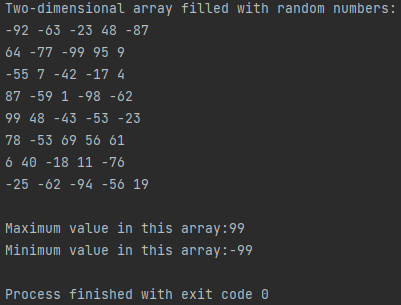 Two-dimensional array filled with random numbers:
-92 -63 -23 48 -87
64 -77 -99 95 9
-55 7 -42 -17 4
87 -59 1 -98 -62
99 48 -43 -53 -23
78 -53 69 56 61
6 40 -18 11 -76
-25 -62 -94 -56 19
Maximum value in this array:99
Minimum value in this array:-99
Process finished with exit code 0